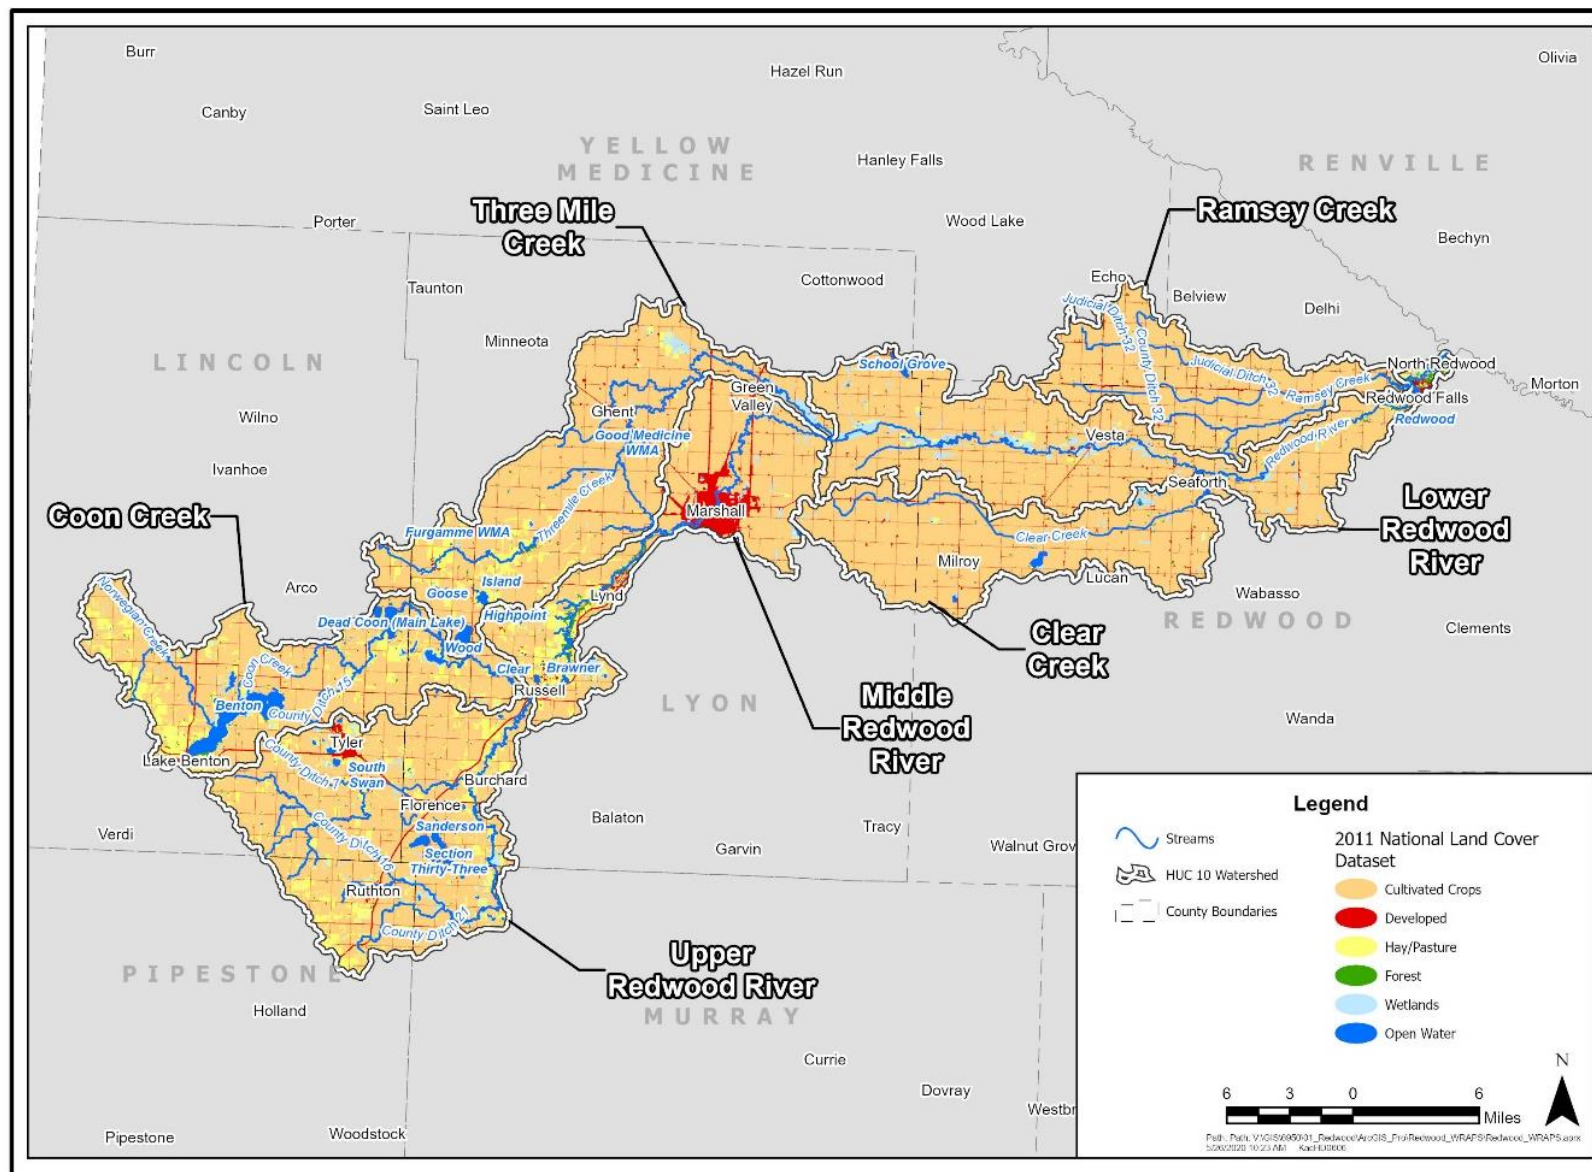 Burr
Canby
Saint Leo
Hazel Run
Olivia
YELLOW
MEDICINE
Hanley Falls
RENVILLE
Three Mile
Creek
Ramsey Creek
Porter
Wood Lake
Bechyn
Taunton
Cottonwood
Echo
Belview
Delhi
Judicial Ditch 32
County Ditch 32
Minneota
LINCOLN
School Grove
Judicial Ditch 32
Ramsey Creek
North Redwood
Redwood Falls
Redwood
Redwood River
Morton
Green
Valley
Ghent
Wilno
Good Medicine
WMA
Vesta
Ivanhoe
Seaforth
Coon Creek
Marshall
Threemile Creek
Furgamme WMA
Clear Creek
Lower
Redwood
River
Milroy
Lucan
Arco
Island
Goose
Lynd
Wabasso
REDWOOD
Norwegian Creek
Highpoint
Dead Coon (Main Lake)
Wood
Clements
Clear
Creek
Coon Creek
Clear
Brawner
Russell
County Ditch 15
Benton
LYON
Middle
Redwood
River
Wanda
Tyler
Lake Benton
County Ditch 7
South
Swan
Burchard
Florence
Sanderson
Section
Thirty-Three
County Ditch 16
Balaton
Tracy
Verdi
Garvin
Walnut Grov
Ruthton
County Ditch 21
Upper
Redwood River
PIPESTONE
Holland
MURRAY
Currie
Dovray
Westbr
Pipestone
Woodstock
Legend
Streams
HUC 10 Watershed
County Boundaries
2011 National Land Cover
Dataset
Cultivated Crops
Developed
Hay/Pasture
Forest
Wetlands
Open Water
N
6 3 0 6
Miles